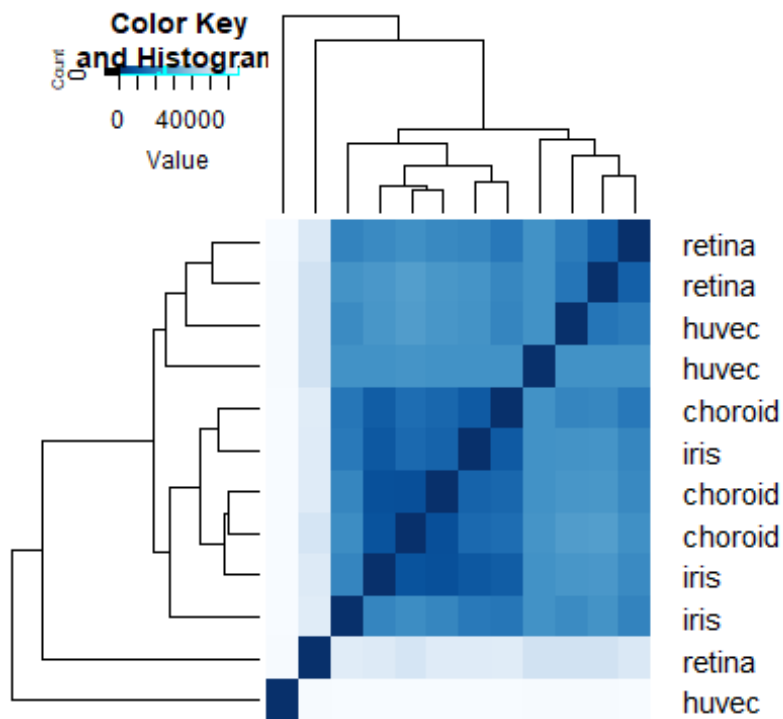 Color Key
and Histogram
Count
0
0 40000
Value
retina
retina
huvec
huvec
choroid
iris
choroid
choroid
iris
iris
retina
huvec